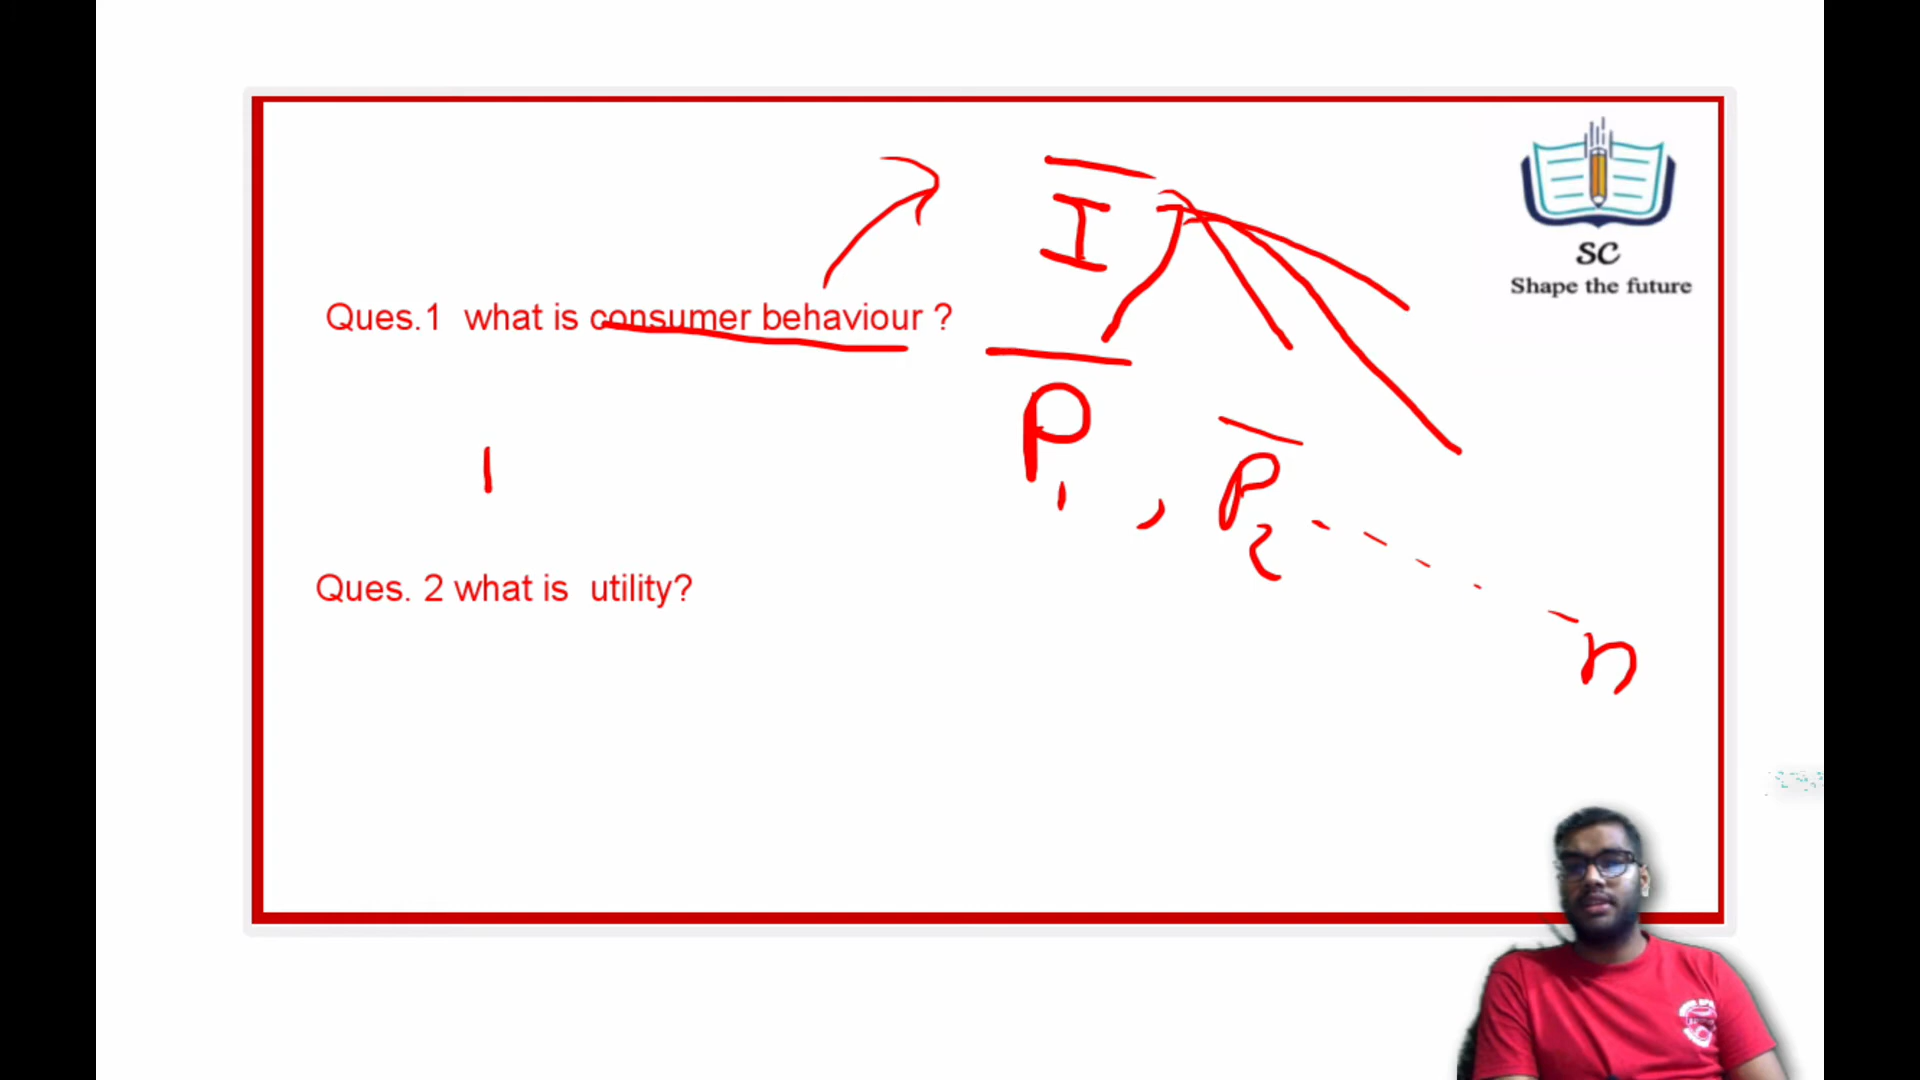 SC
Shape the future
I
Ques.1 what is consumer behaviour ?
P1 , P2 - - - - - n
I
Ques. 2 what is utility?